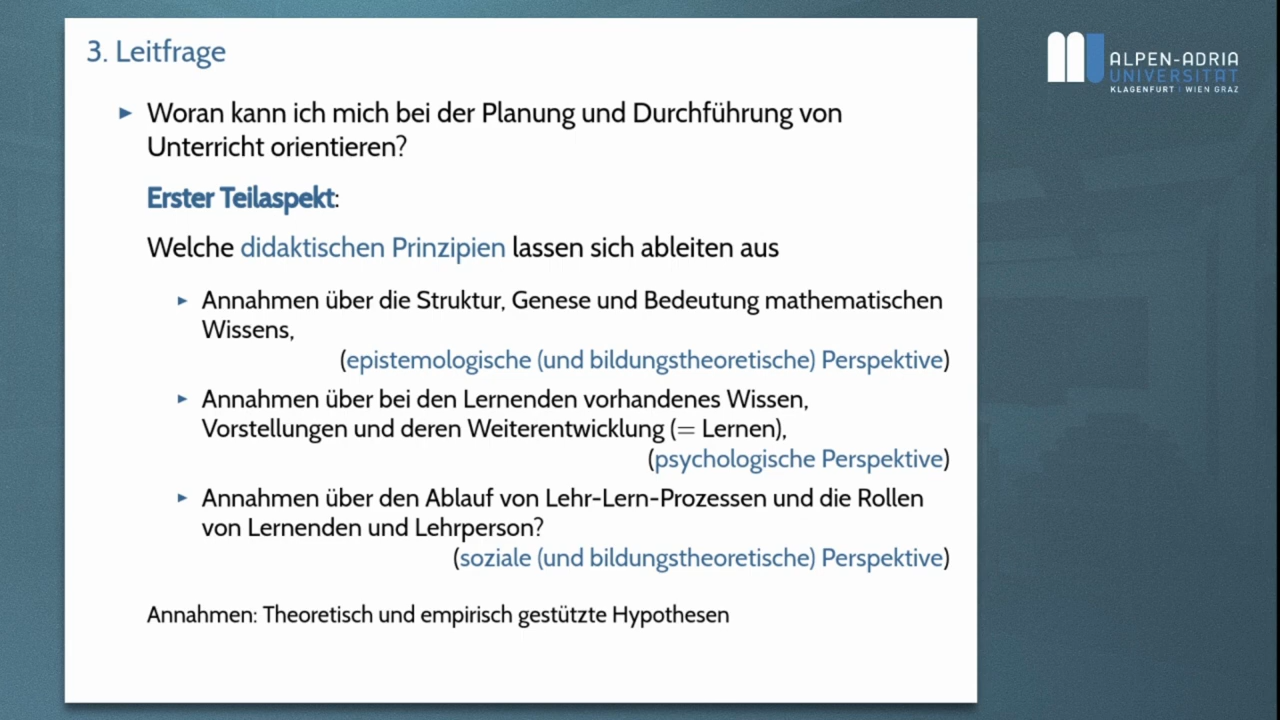 3. Leitfrage
Woran kann ich mich bei der Planung und Durchführung von
Unterricht orientieren?
Erster Teilaspekt:
Welche didaktischen Prinzipien lassen sich ableiten aus
Annahmen über die Struktur, Genese und Bedeutung mathematischen
Wissens,
(epistemologische (und bildungstheoretische) Perspektive)
Annahmen über bei den Lernenden vorhandenes Wissen,
Vorstellungen und deren Weiterentwicklung (= Lernen),
(psychologische Perspektive)
Annahmen über den Ablauf von Lehr-Lern-Prozessen und die Rollen
von Lernenden und Lehrperson?
(soziale (und bildungstheoretische) Perspektive)
Annahmen: Theoretisch und empirisch gestützte Hypothesen
ALPEN-ADRIA
UNIVERSITÄT
KLAGENFURT | WIEN GRAZ